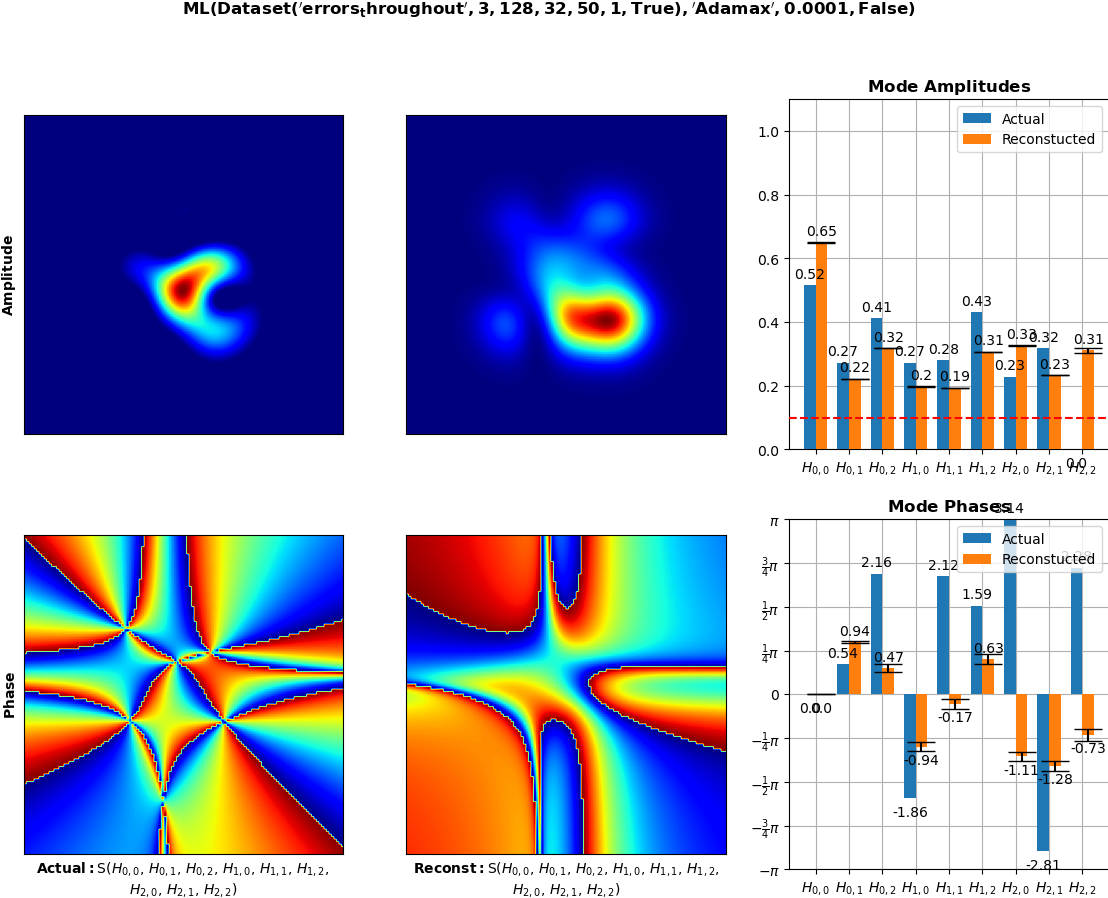 ML(Dataset('errors_throughout', 3, 128, 32, 50, 1, True), 'Adamax', 0.0001, False)
Amplitude
Mode Amplitudes
Actual
Reconstucted
1.0
0.8
0.6
0.4
0.2
0.0
0.52
0.65
0.27
0.22
0.41
0.32
0.27
0.2
0.28
0.19
0.43
0.31
0.23
0.33
0.32
0.23
0.0
0.31
H0,0 H0,1 H0,2 H1,0 H1,1 H1,2 H2,0 H2,1 H2,2
Phase
Mode Phases
Actual
Reconstucted
π
3/4π
1/2π
1/4π
0
−1/4π
−1/2π
−3/4π
−π
0.0
0.0
0.54
0.94
2.16
0.47
-1.86
-0.94
2.12
-0.17
1.59
0.63
3.14
-1.11
-2.81
-1.28
-0.73
H0,0 H0,1 H0,2 H1,0 H1,1 H1,2 H2,0 H2,1 H2,2
Actual: S(H0,0, H0,1, H0,2, H1,0, H1,1, H1,2,
H2,0, H2,1, H2,2)
Reconst: S(H0,0, H0,1, H0,2, H1,0, H1,1, H1,2,
H2,0, H2,1, H2,2)